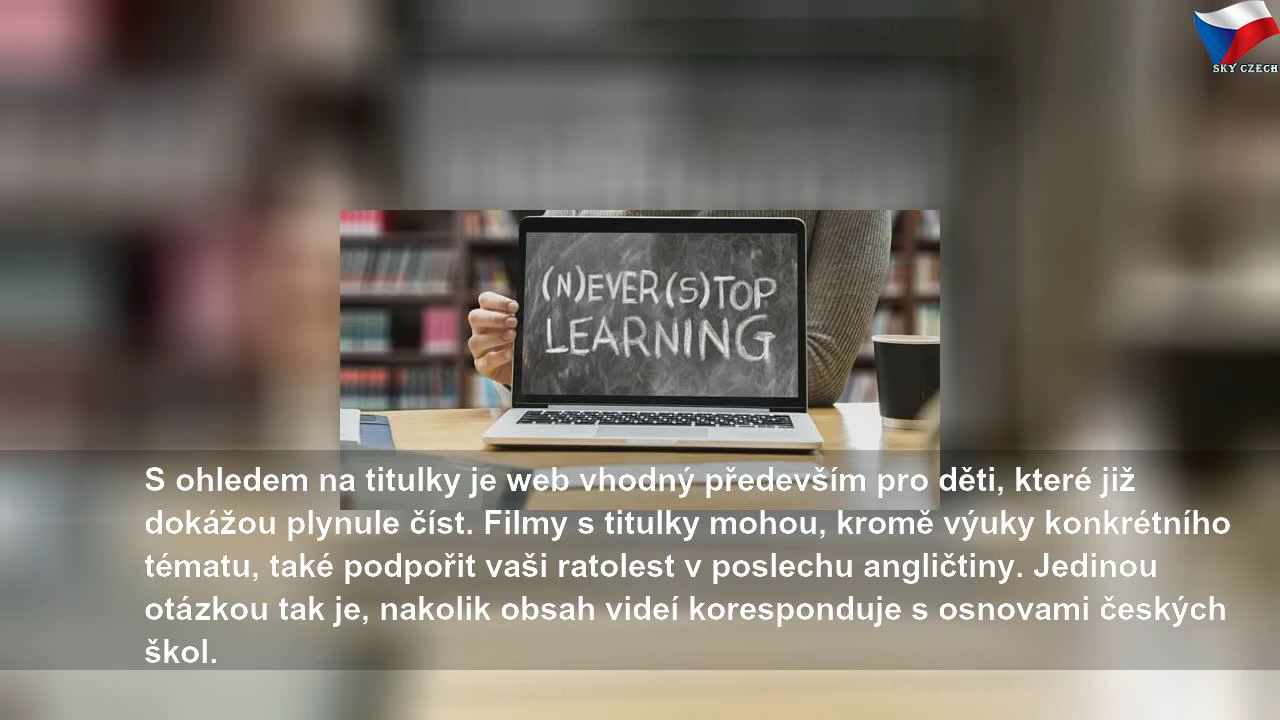 SKY CZECH
(N)EVER (S)TOP
LEARNING
S ohledem na titulky je web vhodný především pro děti, které již
dokážou plynule číst. Filmy s titulky mohou, kromě výuky konkrétního
tématu, také podpořit vaši ratolest v poslechu angličtiny. Jedinou
otázkou tak je, nakolik obsah videí koresponduje s osnovami českých
škol.